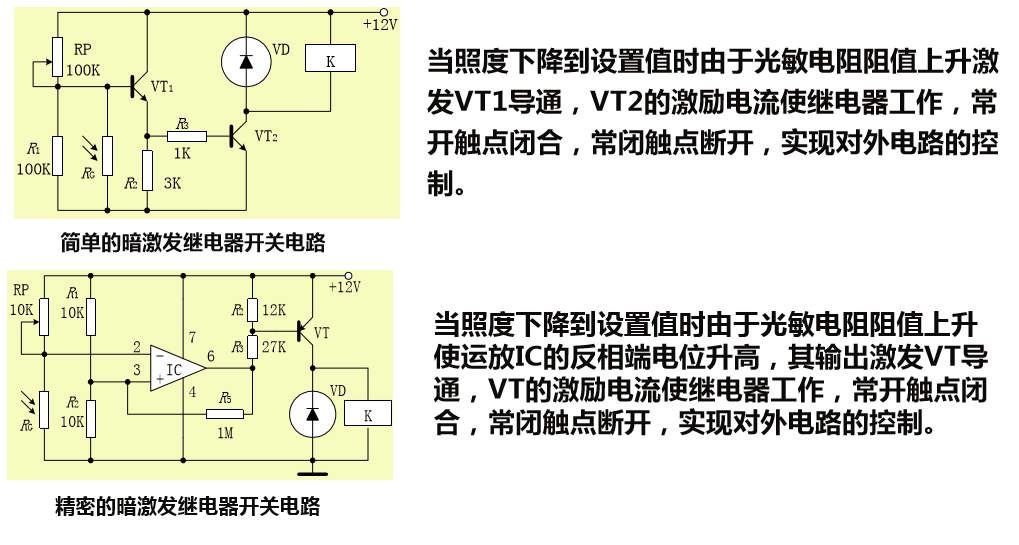 +12V
RP
100K
VT1
VD
K
R1
100K
RG
R2
3K
R3
1K
VT2
简单的暗激发继电器开关电路
当照度下降到设置值时由于光敏电阻阻值上升激
发VT1导通，VT2的激励电流使继电器工作，常
开触点闭合，常闭触点断开，实现对外电路的控
制。
+12V
RP
10K
R1
10K
RG
R2
10K
2
3
7
6
4
IC
R2
12K
R3
27K
R5
1M
VT
VD
K
精密的暗激发继电器开关电路
当照度下降到设置值时由于光敏电阻阻值上升
使运放IC的反相端电位升高，其输出激发VT导
通，VT的激励电流使继电器工作，常开触点闭
合，常闭触点断开，实现对外电路的控制。